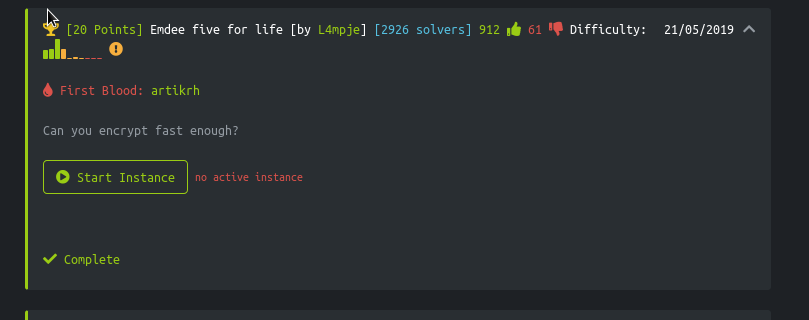 [20 Points] Emdee five for life [by L4mpje] [2926 solvers] 912 61 Difficulty: 21/05/2019
First Blood: artikrh
Can you encrypt fast enough?
Start Instance no active instance
Complete